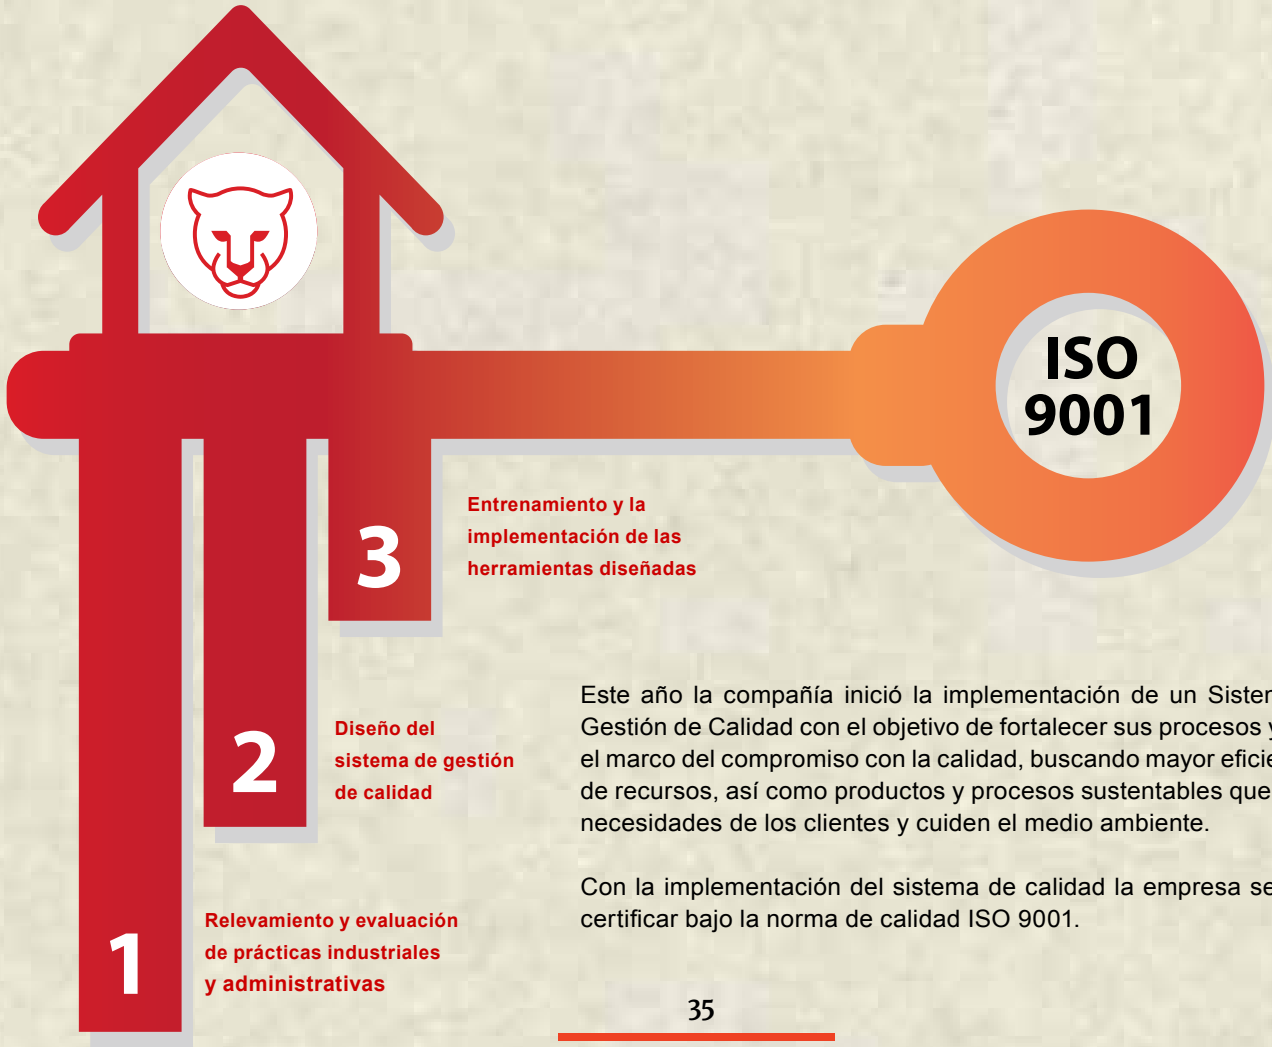 ISO
9001
3
Entrenamiento y la
implementación de las
herramientas diseñadas
2
Diseño del
sistema de gestión
de calidad
1
Relevamiento y evaluación
de prácticas industriales
y administrativas
Este año la compañía inició la implementación de un
Gestión de Calidad con el objetivo de fortalecer sus procesos
el marco del compromiso con la calidad, buscando mayor
de recursos, así como productos y procesos sustentables que
necesidades de los clientes y cuiden el medio ambiente.
Con la implementación del sistema de calidad la empresa
certificar bajo la norma de calidad ISO 9001.
35